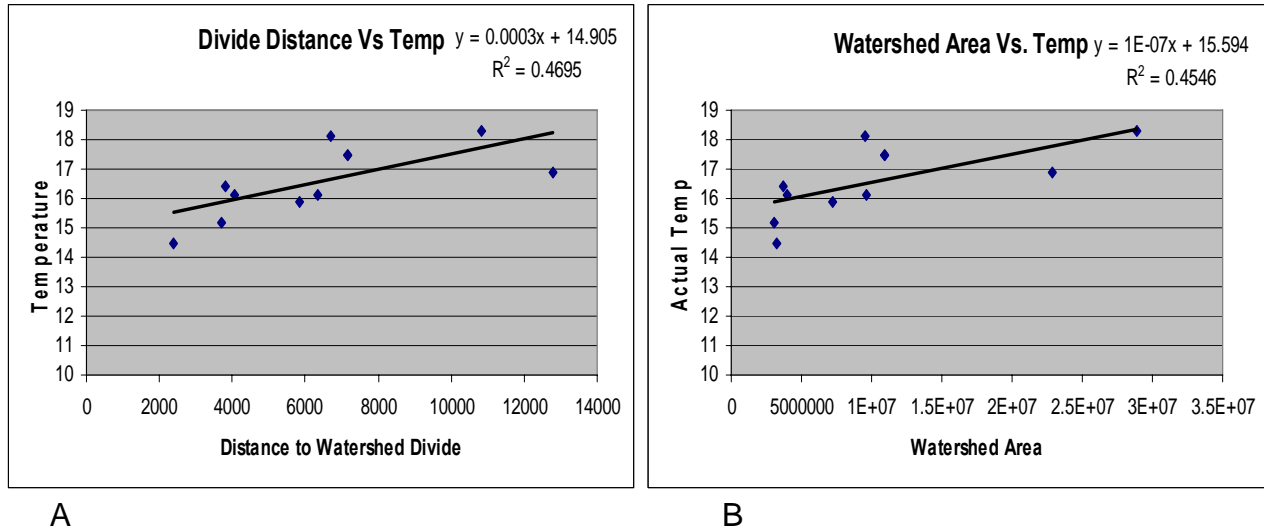 Divide Distance Vs Temp y = 0.0003x + 14.905
R² = 0.4695
Temperature
19
18
17
16
15
14
13
12
11
10
0 2000 4000 6000 8000 10000 12000 14000
Distance to Watershed Divide
A
Watershed Area Vs. Temp y = 1E-07x + 15.594
R² = 0.4546
Actual Temp
19
18
17
16
15
14
13
12
11
10
0 5000000 1E+07 1.5E+07 2E+07 2.5E+07 3E+07 3.5E+07
Watershed Area
B